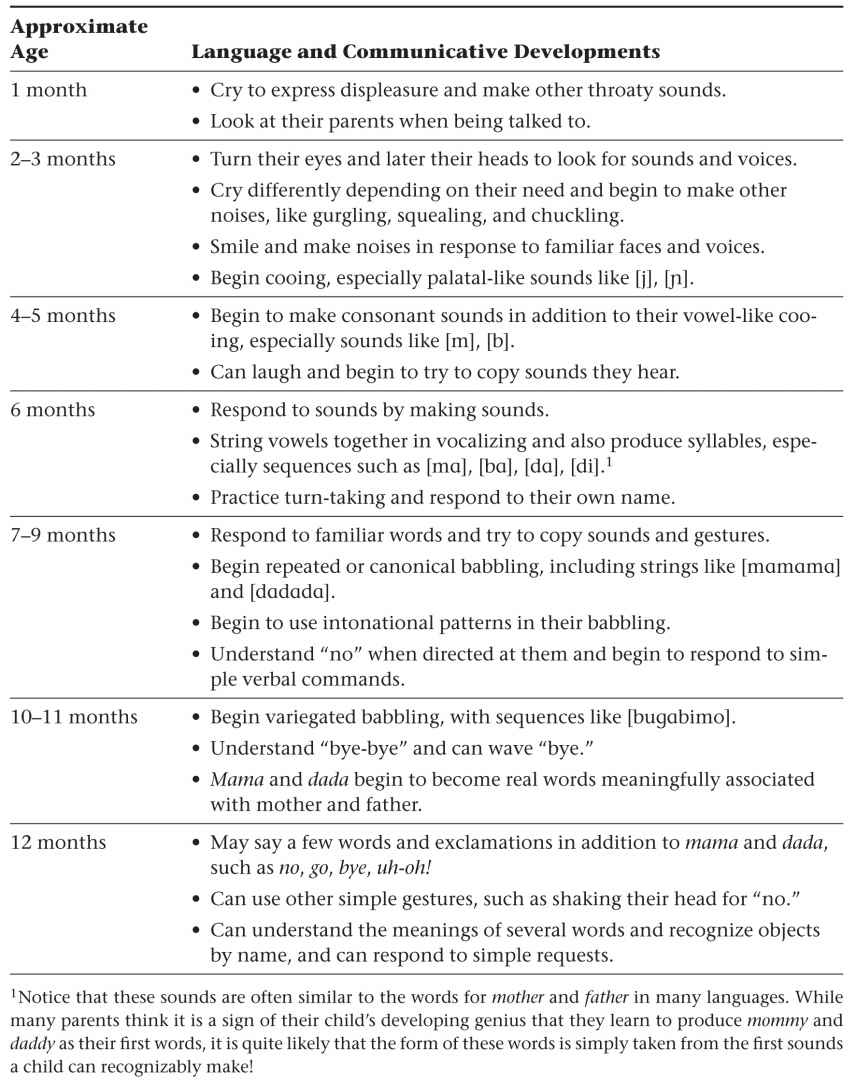 Approximate
Age Language and Communicative Developments
1 month • Cry to express displeasure and make other throaty sounds.
• Look at their parents when being talked to.
2–3 months • Turn their eyes and later their heads to look for sounds and voices.
• Cry differently depending on their need and begin to make other
noises, like gurgling, squealing, and chuckling.
• Smile and make noises in response to familiar faces and voices.
• Begin cooing, especially palatal-like sounds like [j], [ɲ].
4–5 months • Begin to make consonant sounds in addition to their vowel-like coo-
ing, especially sounds like [m], [b].
• Can laugh and begin to try to copy sounds they hear.
6 months • Respond to sounds by making sounds.
• String vowels together in vocalizing and also produce syllables, espe-
cially sequences such as [mɑ], [bɑ], [dɑ], [di].¹
• Practice turn-taking and respond to their own name.
7–9 months • Respond to familiar words and try to copy sounds and gestures.
• Begin repeated or canonical babbling, including strings like [mɑmɑmɑ]
and [dɑdɑdɑ].
• Begin to use intonational patterns in their babbling.
• Understand “no” when directed at them and begin to respond to sim-
ple verbal commands.
10–11 months • Begin variegated babbling, with sequences like [buɡɑbimo].
• Understand “bye-bye” and can wave “bye.”
• Mama and dada begin to become real words meaningfully associated
with mother and father.
12 months • May say a few words and exclamations in addition to mama and dada,
such as no, go, bye, uh-oh!
• Can use other simple gestures, such as shaking their head for “no.”
• Can understand the meanings of several words and recognize objects
by name, and can respond to simple requests.
¹Notice that these sounds are often similar to the words for mother and father in many languages. While
many parents think it is a sign of their child’s developing genius that they learn to produce mommy and
daddy as their first words, it is quite likely that the form of these words is simply taken from the first sounds
a child can recognizably make!